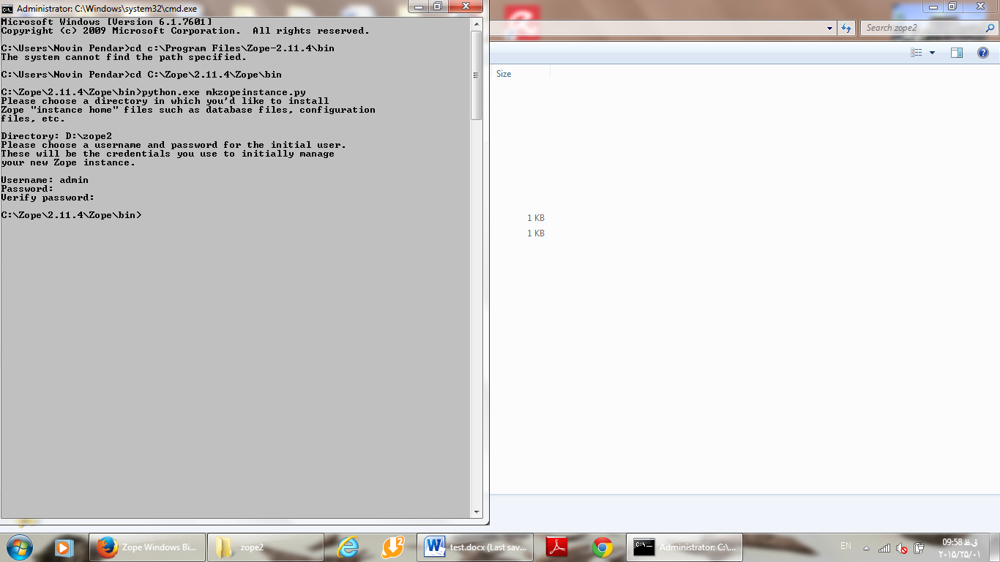 Administrator: C:\Windows\system32\cmd.exe
Microsoft Windows [Version 6.1.7601]
Copyright (c) 2009 Microsoft Corporation.  All rights reserved.
C:\Users\Novin Pendar>cd c:\Program Files\Zope-2.11.4\bin
The system cannot find the path specified.
C:\Users\Novin Pendar>cd C:\Zope\2.11.4\Zope\bin
C:\Zope\2.11.4\Zope\bin>python.exe mkzopeinstance.py
Please choose a directory in which you'd like to install
Zope "instance home" files such as database files, configuration
files, etc.
Directory: D:\zope2
Please choose a username and password for the initial user.
These will be the credentials you use to initially manage
your new Zope instance.
Username: admin
Password:
Verify password:
C:\Zope\2.11.4\Zope\bin>
Search zope2
Size
1 KB
1 KB
Zope Windows Bi...
zope2
test.docx (Last sav...
Administrator: C:\...
EN
09:58 ق.ظ
۲۰۱۵/۲۵/۰۱